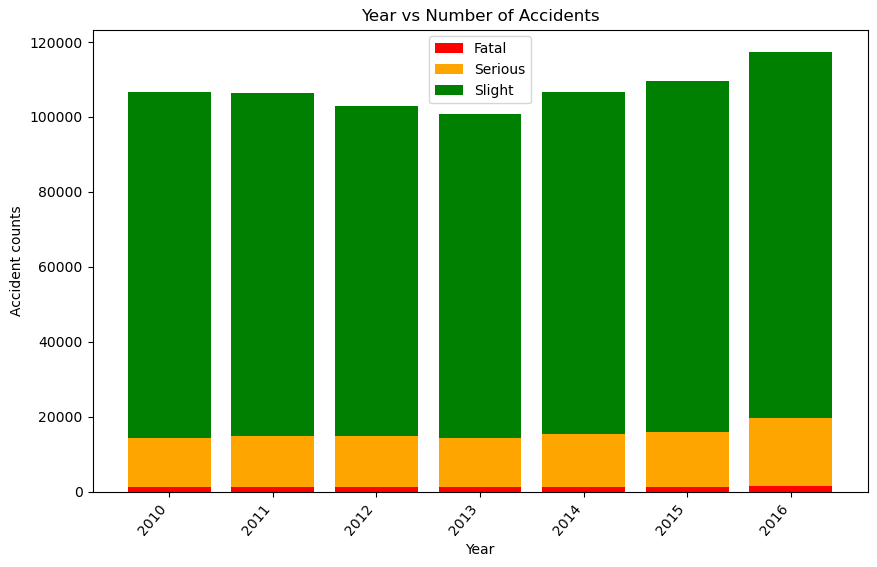 Year vs Number of Accidents
Fatal
Serious
Slight
120000
100000
80000
60000
40000
20000
0
Accident counts
2010
2011
2012
2013
2014
2015
2016
Year